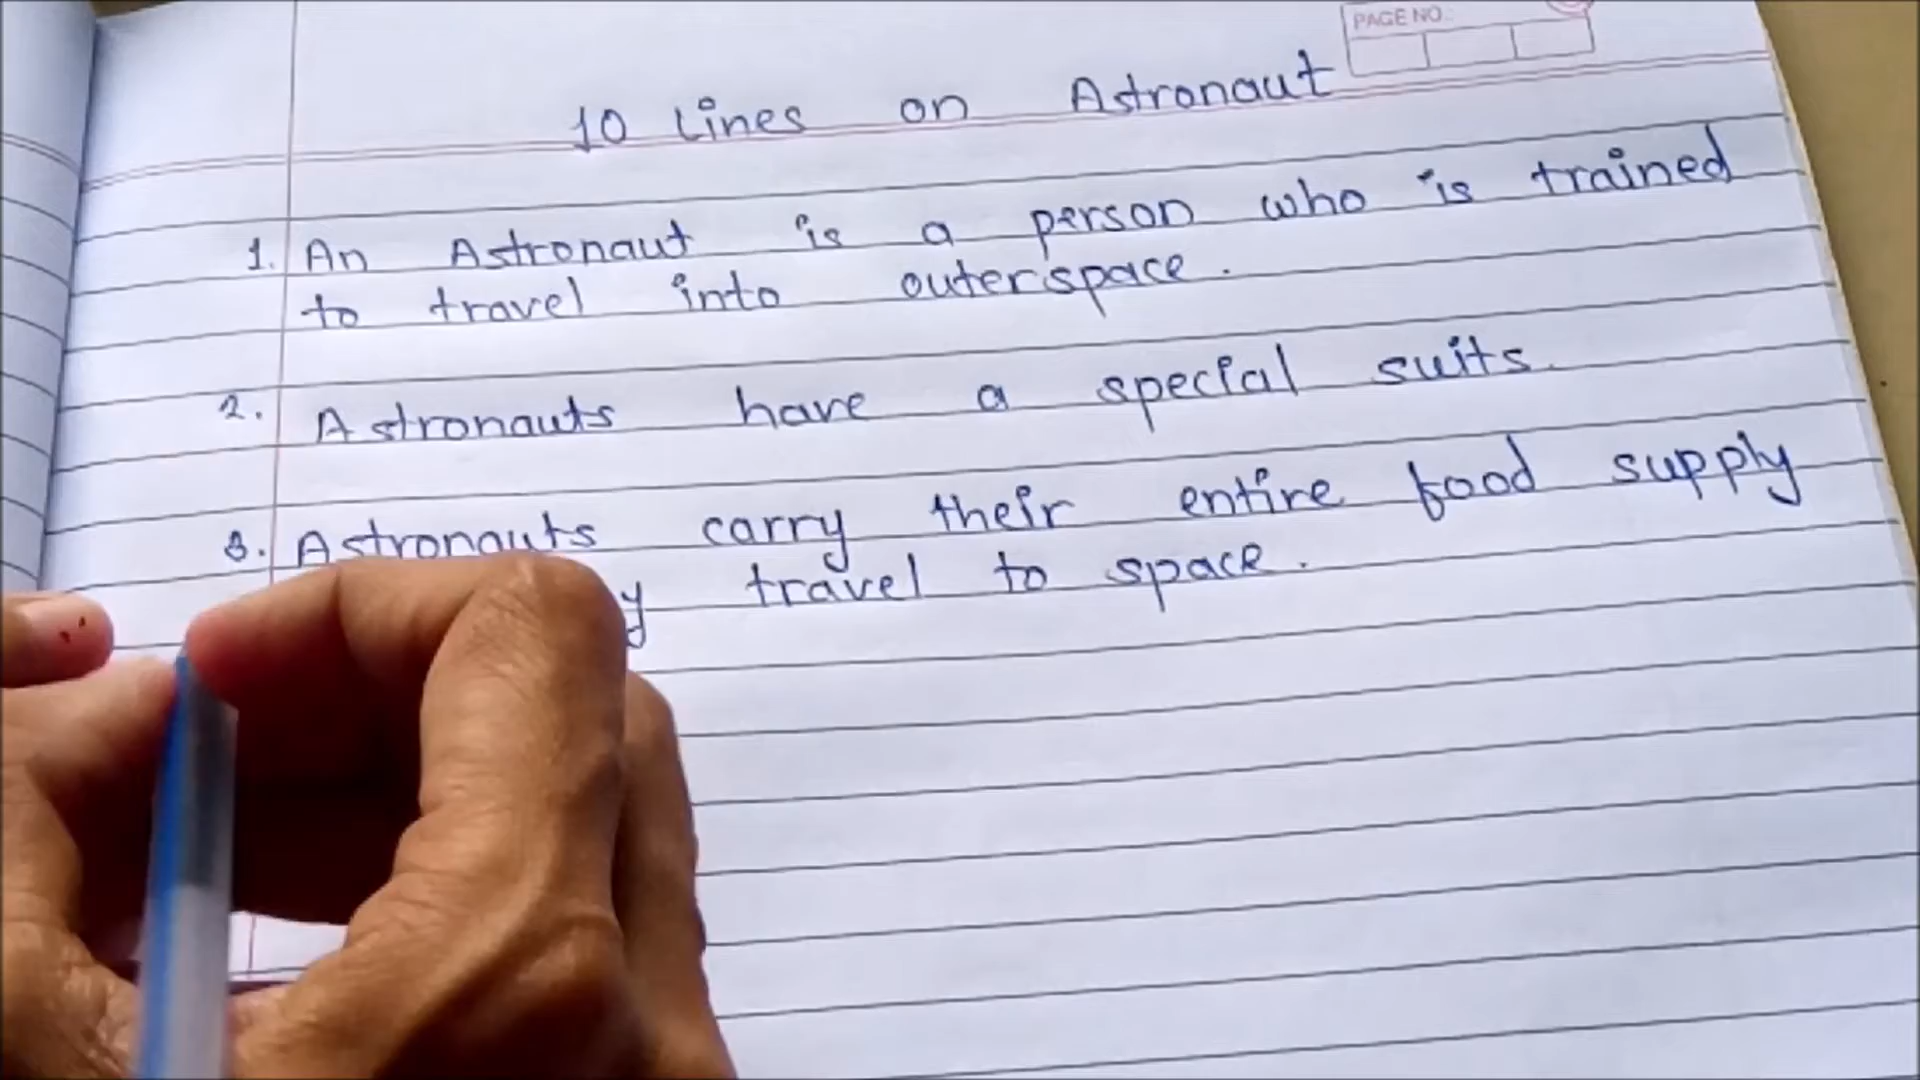 PAGE NO.:
10 Lines on Astronaut
1. An Astronaut is a person who is trained
to travel into outerspace.
2. Astronauts have a special suits.
3. Astronauts carry their entire food supply
travel to space.